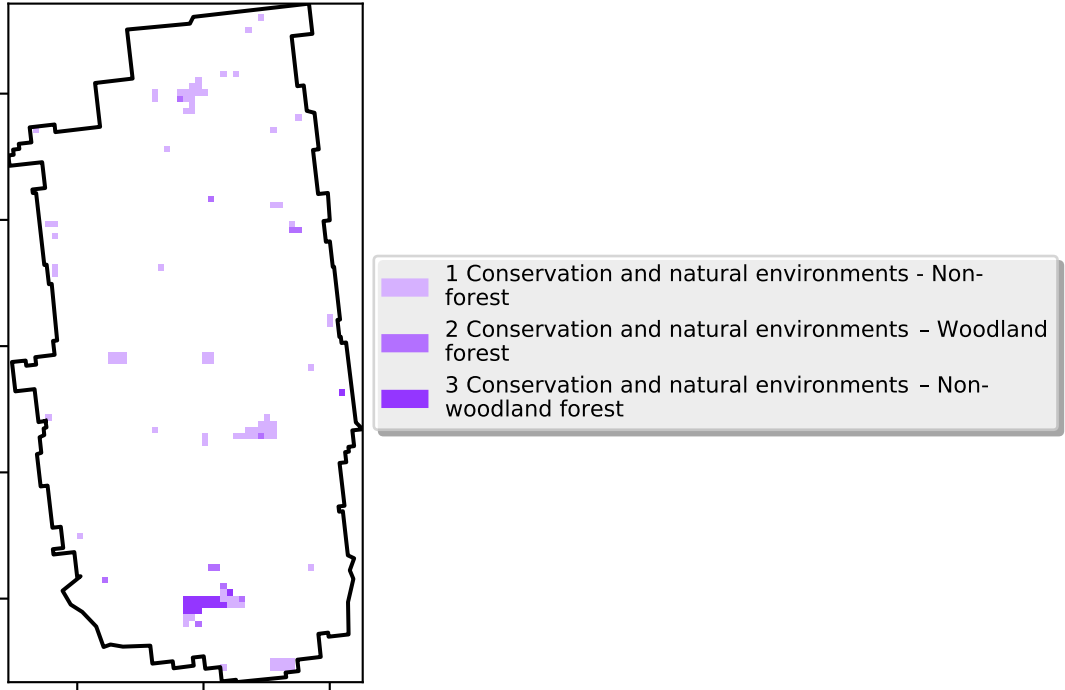 1 Conservation and natural environments - Non-
forest
2 Conservation and natural environments – Woodland
forest
3 Conservation and natural environments – Non-
woodland forest